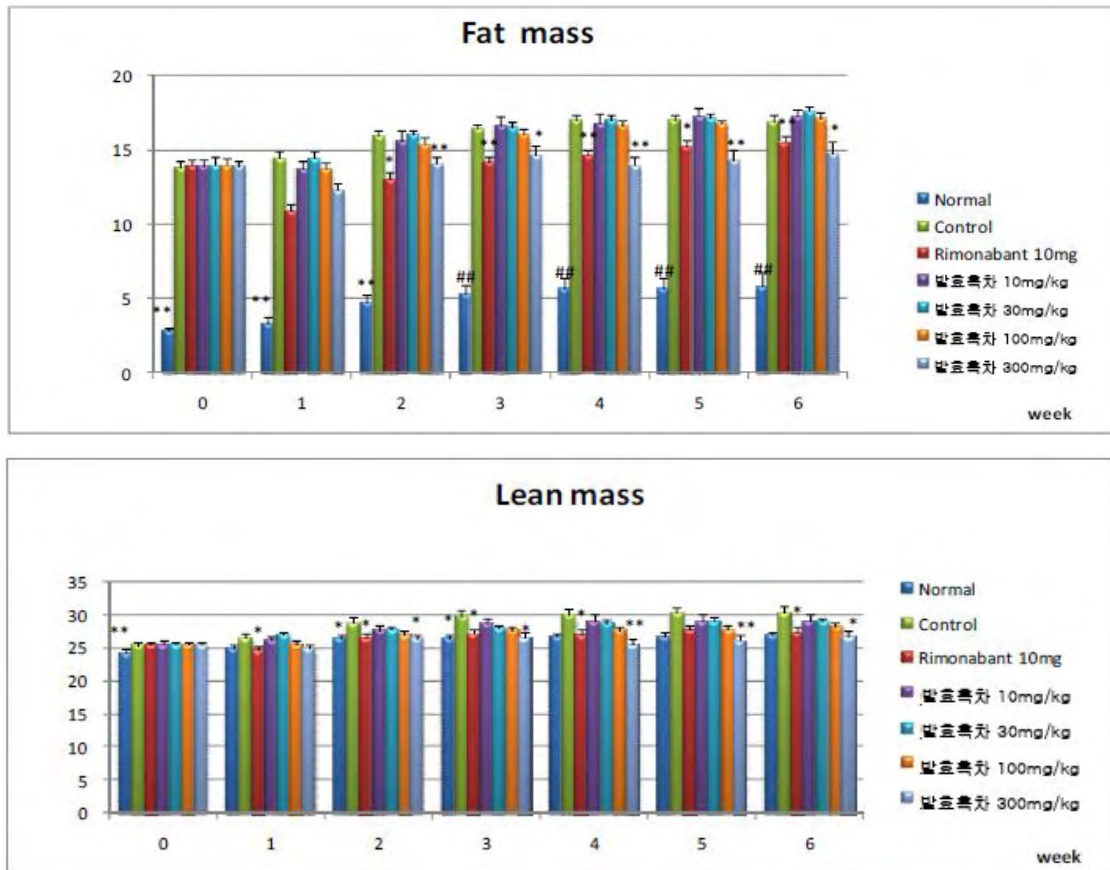 Fat mass
20
15
10
5
0
** ** ** ## ## ## ##
* ** ** * **
** * ** ** *
0 1 2 3 4 5 6
week
Normal
Control
Rimonabant 10mg
발효흑차 10mg/kg
발효흑차 30mg/kg
발효흑차 100mg/kg
발효흑차 300mg/kg
Lean mass
35
30
25
20
15
10
5
0
** * * * * * * * * ** ** * *
0 1 2 3 4 5 6
week
Normal
Control
Rimonabant 10mg
발효흑차 10mg/kg
발효흑차 30mg/kg
발효흑차 100mg/kg
발효흑차 300mg/kg